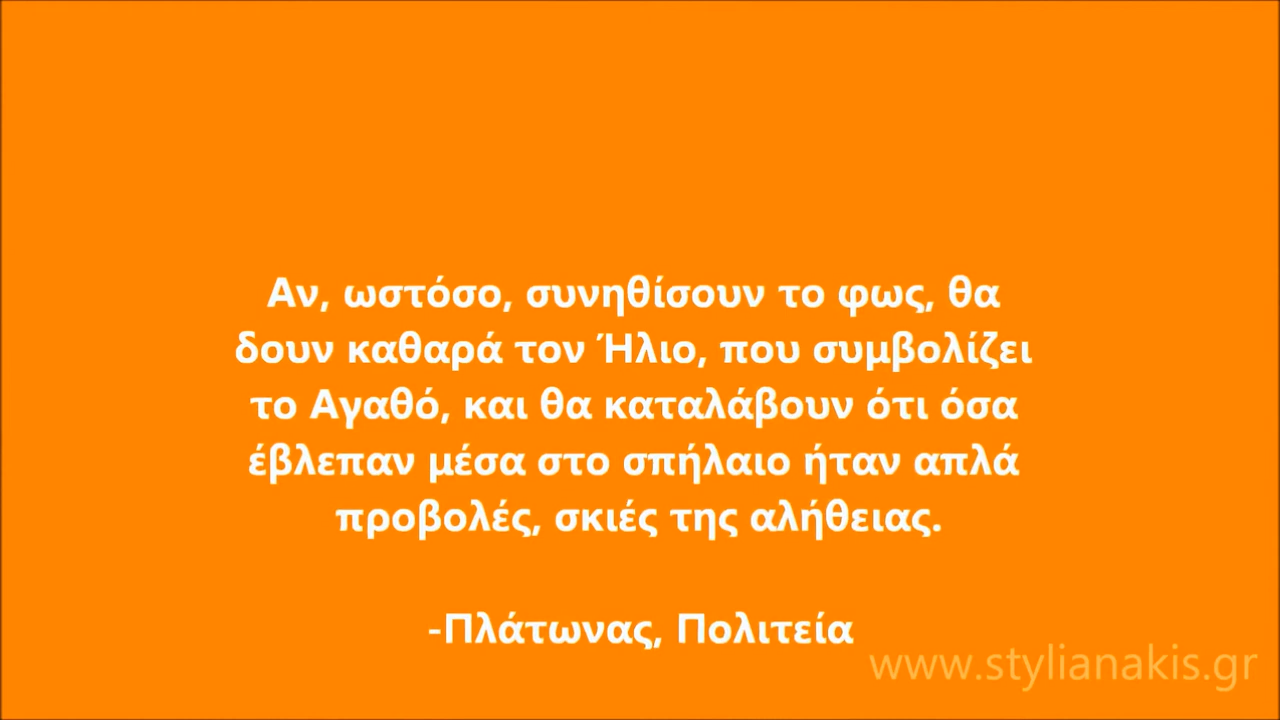 Αν, ωστόσο, συνηθίσουν το φως, θα
δουν καθαρά τον Ήλιο, που συμβολίζει
το Αγαθό, και θα καταλάβουν ότι όσα
έβλεπαν μέσα στο σπήλαιο ήταν απλά
προβολές, σκιές της αλήθειας.
-Πλάτωνας, Πολιτεία
www.stylianakis.gr